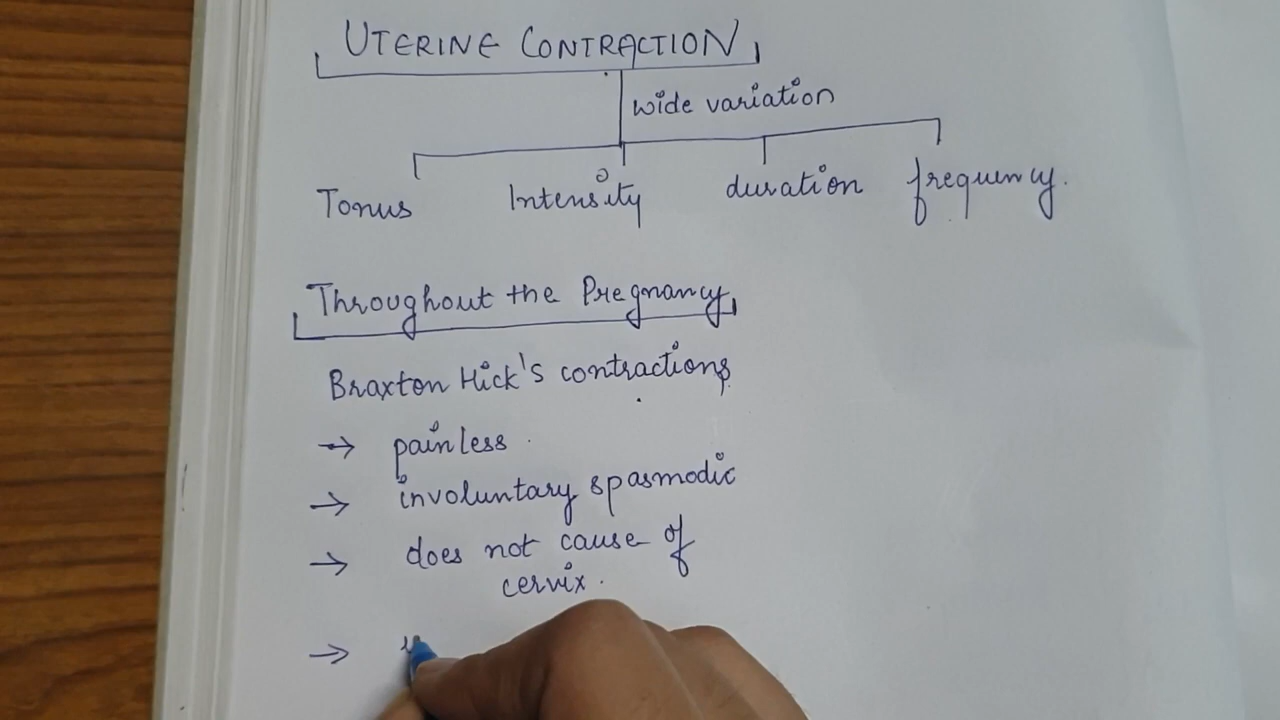 UTERINE CONTRACTION
wide variation
Tonus Intensity duration frequency.
Throughout the Pregnancy
Braxton Hick's contractions
→ painless
→ involuntary spasmodic
→ does not cause of
cervix.
→